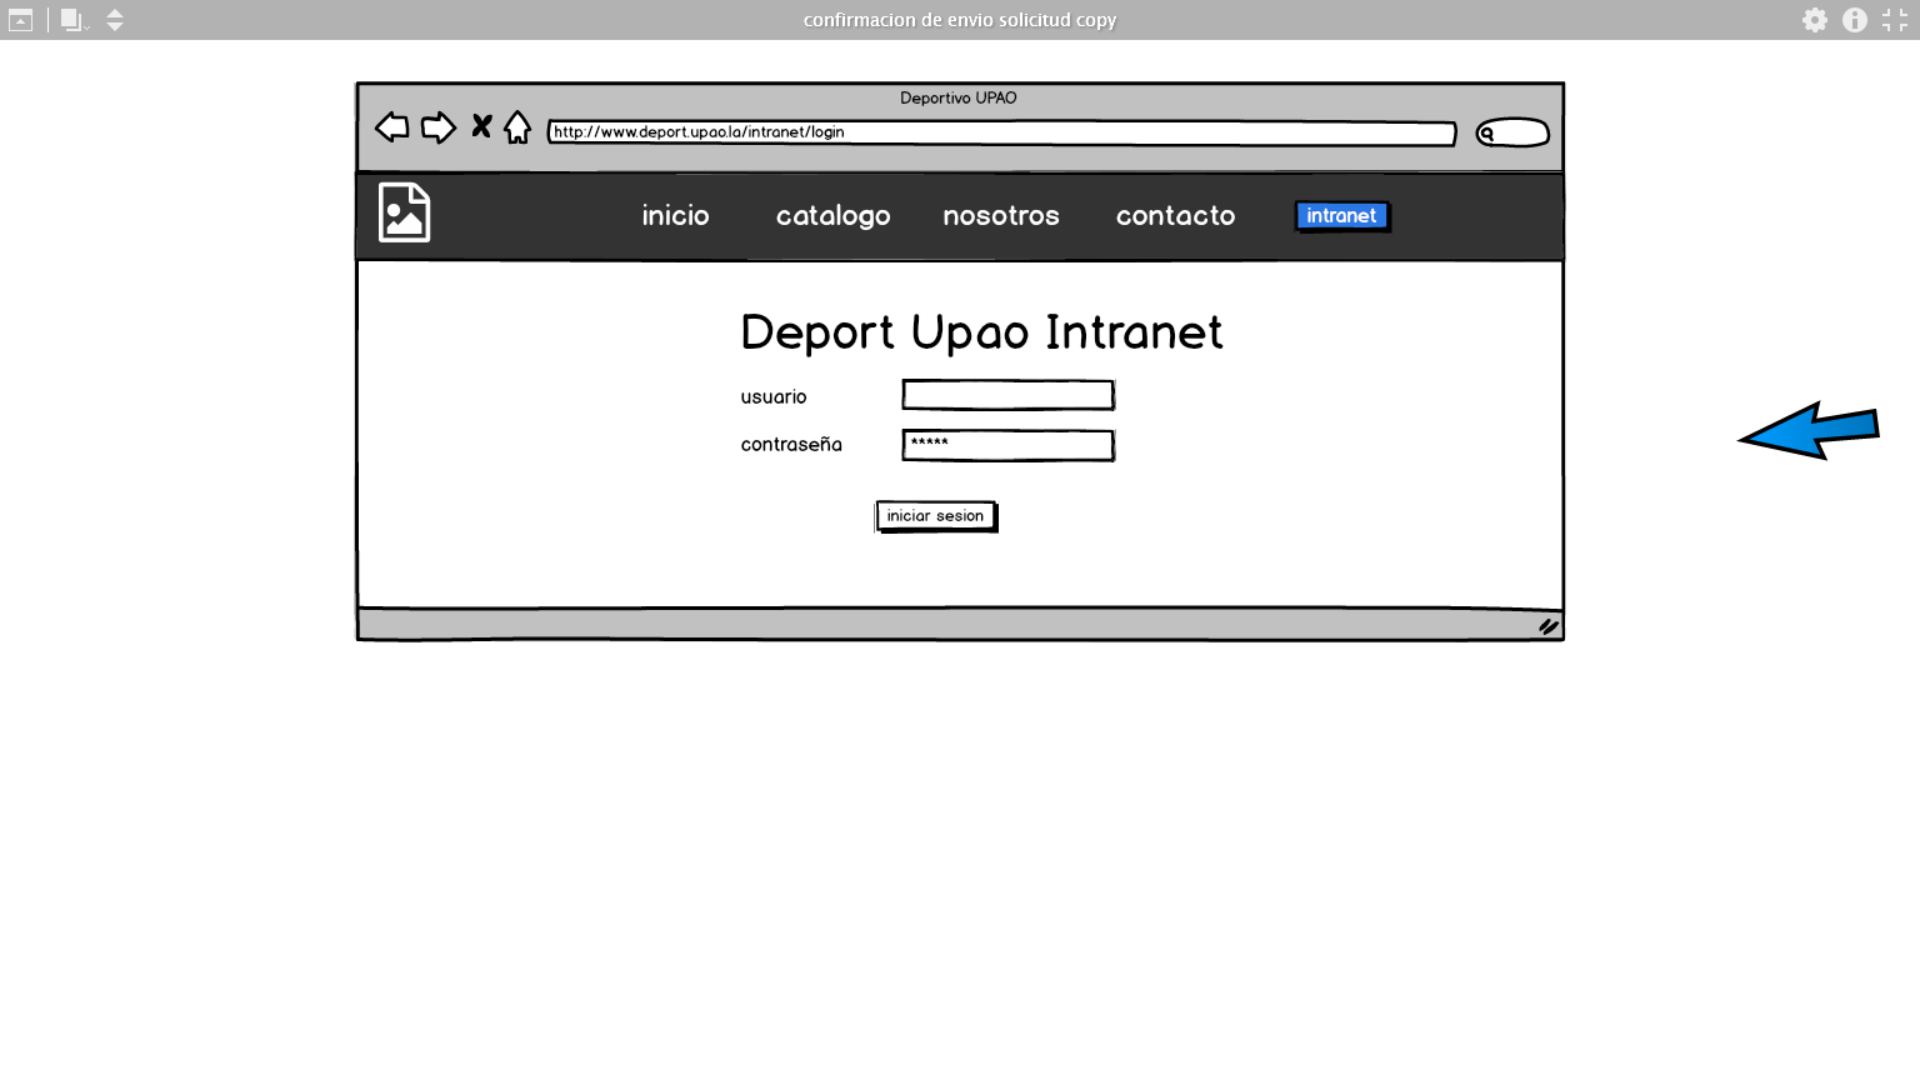 confirmacion de envio solicitud copy
Deportivo UPAO
http://www.deport.upao.la/intranet/login
inicio catalogo nosotros contacto intranet
Deport Upao Intranet
usuario
contraseña *****
iniciar sesion